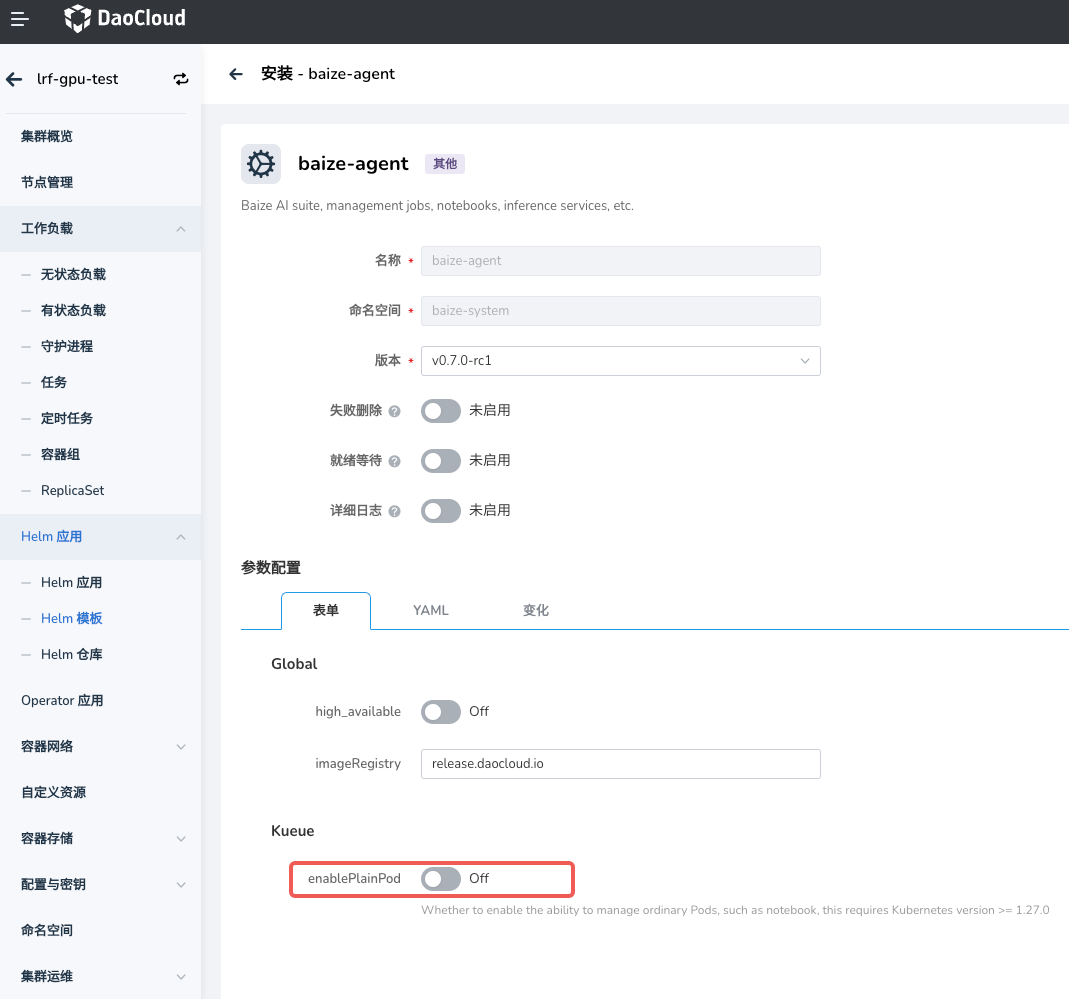 DaoCloud
lrf-gpu-test
集群概览
节点管理
工作负载
无状态负载
有状态负载
守护进程
任务
定时任务
容器组
ReplicaSet
Helm 应用
Helm 应用
Helm 模板
Helm 仓库
Operator 应用
容器网络
自定义资源
容器存储
配置与密钥
命名空间
集群运维
安装 - baize-agent
baize-agent 其他
Baize AI suite, management jobs, notebooks, inference services, etc.
名称 * baize-agent
命名空间 * baize-system
版本 * v0.7.0-rc1
失败删除 ? 未启用
就绪等待 ? 未启用
详细日志 ? 未启用
参数配置
表单 YAML 变化
Global
high_available Off
imageRegistry release.daocloud.io
Kueue
enablePlainPod Off
Whether to enable the ability to manage ordinary Pods, such as notebook, this requires Kubernetes version >= 1.27.0